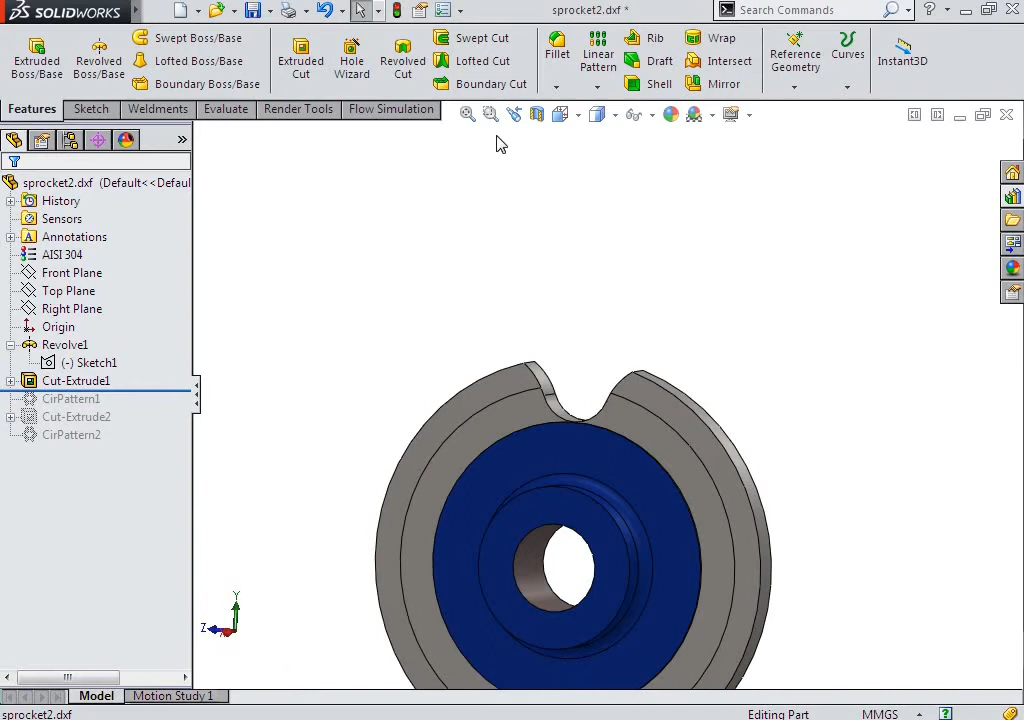 SOLIDWORKS
sprocket2.dxf *
Search Commands
Extruded Boss/Base
Revolved Boss/Base
Swept Boss/Base
Lofted Boss/Base
Boundary Boss/Base
Extruded Cut
Hole Wizard
Revolved Cut
Swept Cut
Lofted Cut
Boundary Cut
Fillet
Linear Pattern
Rib
Draft
Shell
Wrap
Intersect
Mirror
Reference Geometry
Curves
Instant3D
Features
Sketch
Weldments
Evaluate
Render Tools
Flow Simulation
sprocket2.dxf (Default<<Defaul
History
Sensors
A Annotations
AISI 304
Front Plane
Top Plane
Right Plane
Origin
Revolve1
(-) Sketch1
Cut-Extrude1
CirPattern1
Cut-Extrude2
CirPattern2
Y
Z
Model
Motion Study 1
sprocket2.dxf
Editing Part
MMGS